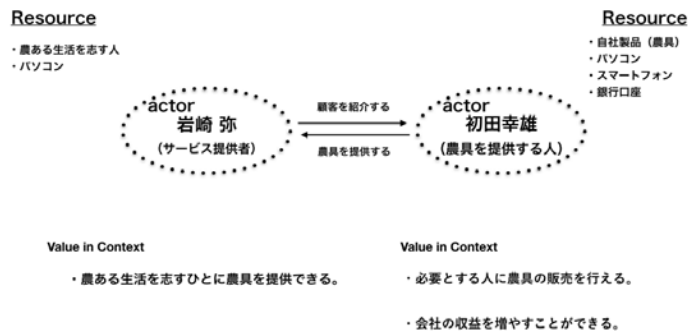 Resource
・農ある生活を志す人
・パソコン
Resource
・自社製品（農具）
・パソコン
・スマートフォン
・銀行口座
actor
岩崎 弥
（サービス提供者）
顧客を紹介する
農具を提供する
actor
初田幸雄
（農具を提供する人）
Value in Context
・農ある生活を志すひとに農具を提供できる。
Value in Context
・必要とする人に農具の販売を行える。
・会社の収益を増やすことができる。